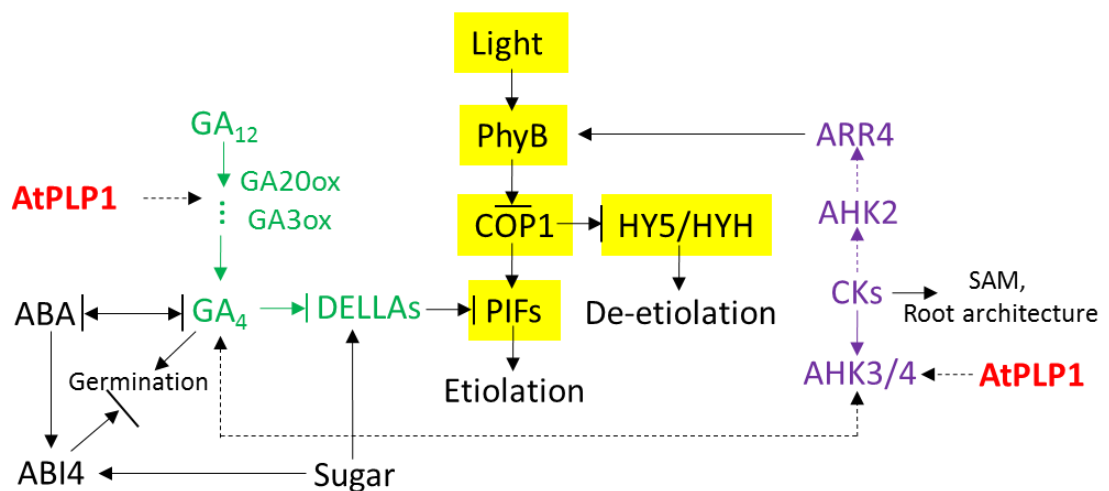 Light
GA₁₂
PhyB
ARR4
AtPLP1
GA20ox
GA3ox
COP1
HY5/HYH
AHK2
ABA
GA₄
DELLAs
PIFs
De-etiolation
CKs
SAM,
Root architecture
Germination
Etiolation
AHK3/4
AtPLP1
ABI4
Sugar